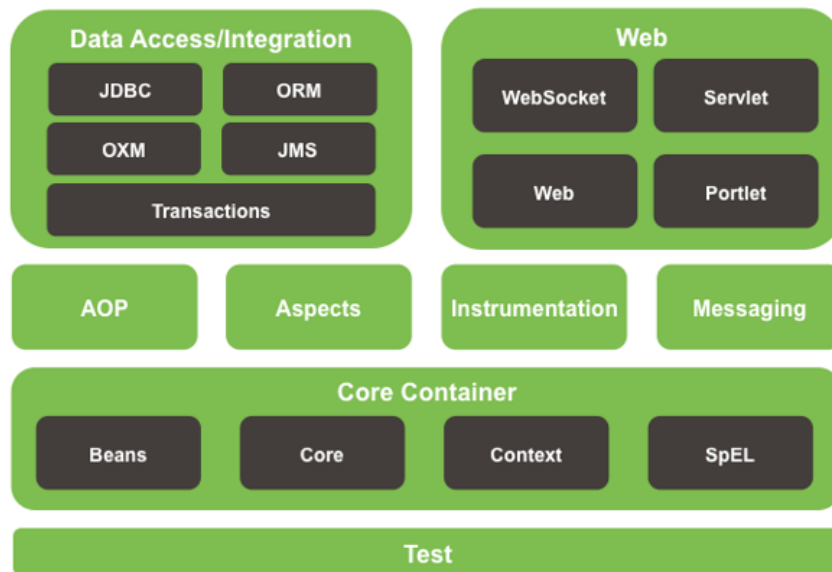 Data Access/Integration
JDBC
ORM
OXM
JMS
Transactions
Web
WebSocket
Servlet
Web
Portlet
AOP
Aspects
Instrumentation
Messaging
Core Container
Beans
Core
Context
SpEL
Test